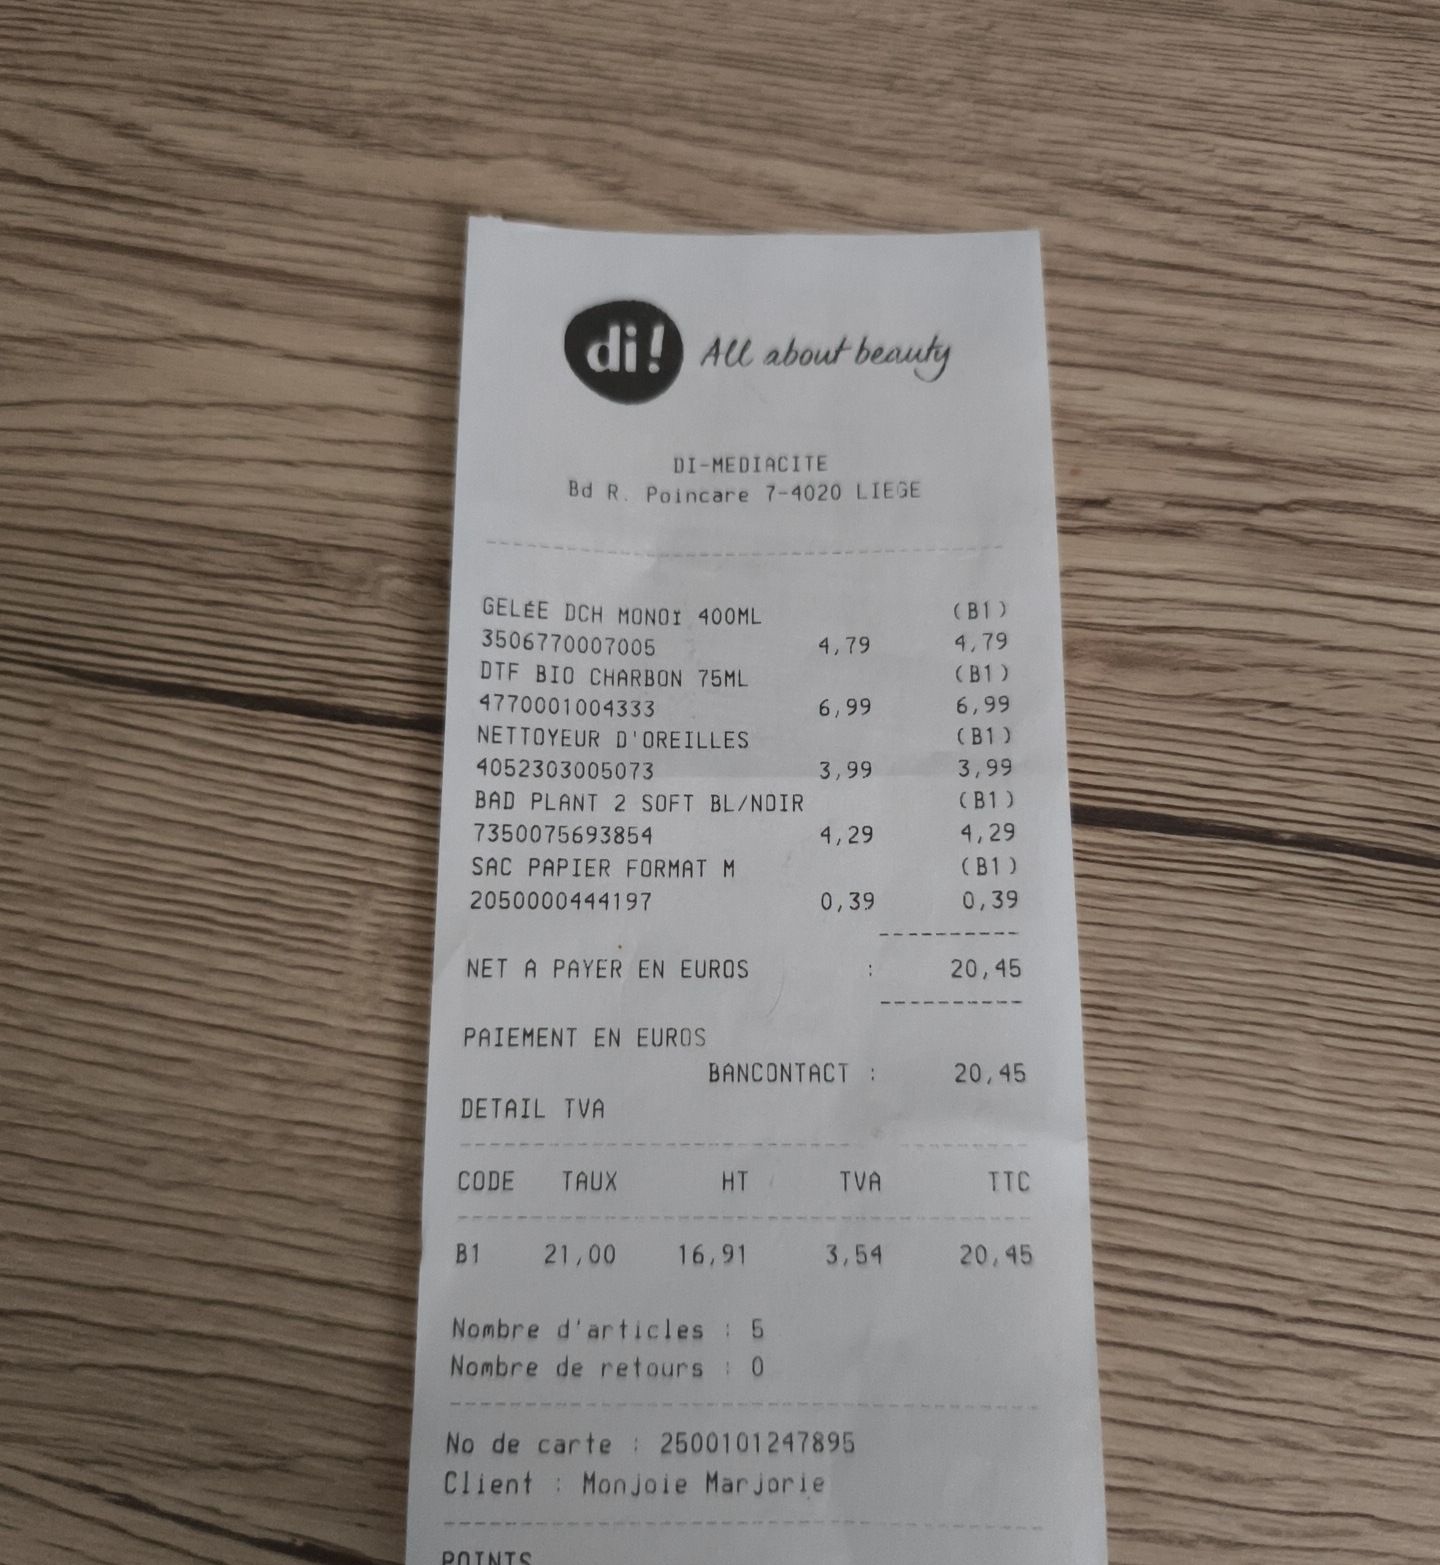 di! All about beauty
DI-MEDIACITE
Bd R. Poincare 7-4020 LIEGE
GELÉE DCH MONOI 400ML (B1)
3506770007005 4,79 4,79
DTF BIO CHARBON 75ML (B1)
4770001004333 6,99 6,99
NETTOYEUR D'OREILLES (B1)
4052303005073 3,99 3,99
BAD PLANT 2 SOFT BL/NOIR (B1)
7350075693854 4,29 4,29
SAC PAPIER FORMAT M (B1)
2050000444197 0,39 0,39
NET A PAYER EN EUROS : 20,45
PAIEMENT EN EUROS
BANCONTACT : 20,45
DETAIL TVA
CODE TAUX HT TVA TTC
B1 21,00 16,91 3,54 20,45
Nombre d'articles : 5
Nombre de retours : 0
No de carte : 2500101247895
Client : Monjoie Marjorie
POINTS